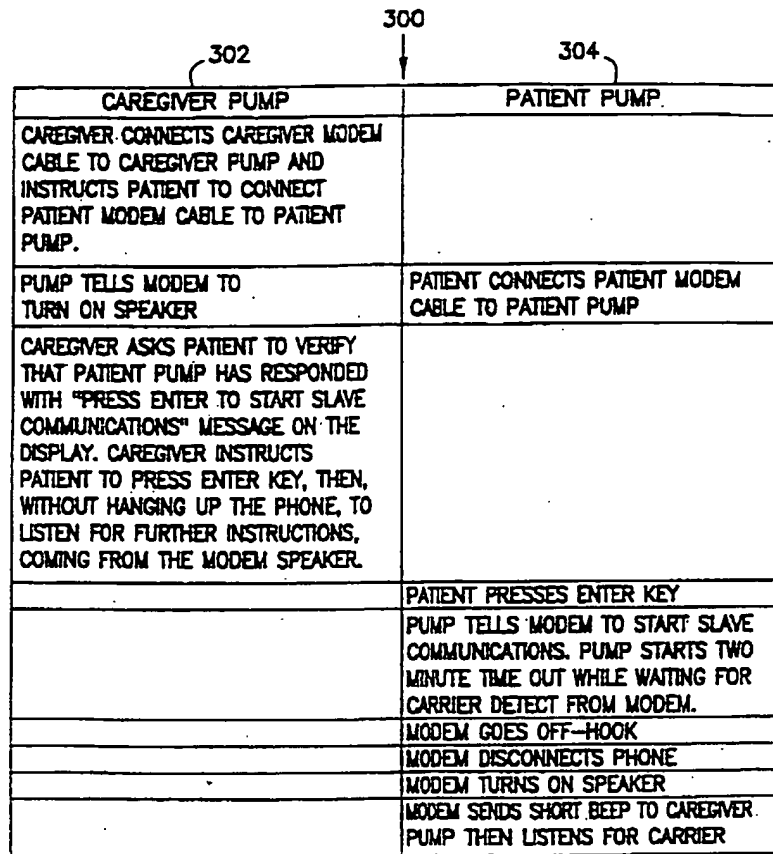 300
302
304
CAREGIVER PUMP
PATIENT PUMP.
CAREGIVER CONNECTS CAREGIVER MODEM
CABLE TO CAREGIVER PUMP AND
INSTRUCTS PATIENT TO CONNECT
PATIENT MODEM CABLE TO PATIENT
PUMP.
PUMP TELLS MODEM TO
TURN ON SPEAKER
PATIENT CONNECTS PATIENT MODEM
CABLE TO PATIENT PUMP
CAREGIVER ASKS PATIENT TO VERIFY
THAT PATIENT PUMP HAS RESPONDED
WITH "PRESS ENTER TO START SLAVE
COMMUNICATIONS" MESSAGE ON THE
DISPLAY. CAREGIVER INSTRUCTS
PATIENT TO PRESS ENTER KEY, THEN,
WITHOUT HANGING UP THE PHONE, TO
LISTEN FOR FURTHER INSTRUCTIONS,
COMING FROM THE MODEM SPEAKER.
PATIENT PRESSES ENTER KEY
PUMP TELLS MODEM TO START SLAVE
COMMUNICATIONS. PUMP STARTS TWO
MINUTE TIME OUT WHILE WAITING FOR
CARRIER DETECT FROM MODEM.
MODEM GOES OFF-HOOK
MODEM DISCONNECTS PHONE
MODEM TURNS ON SPEAKER
MODEM SENDS SHORT BEEP TO CAREGIVER
PUMP THEN LISTENS FOR CARRIER